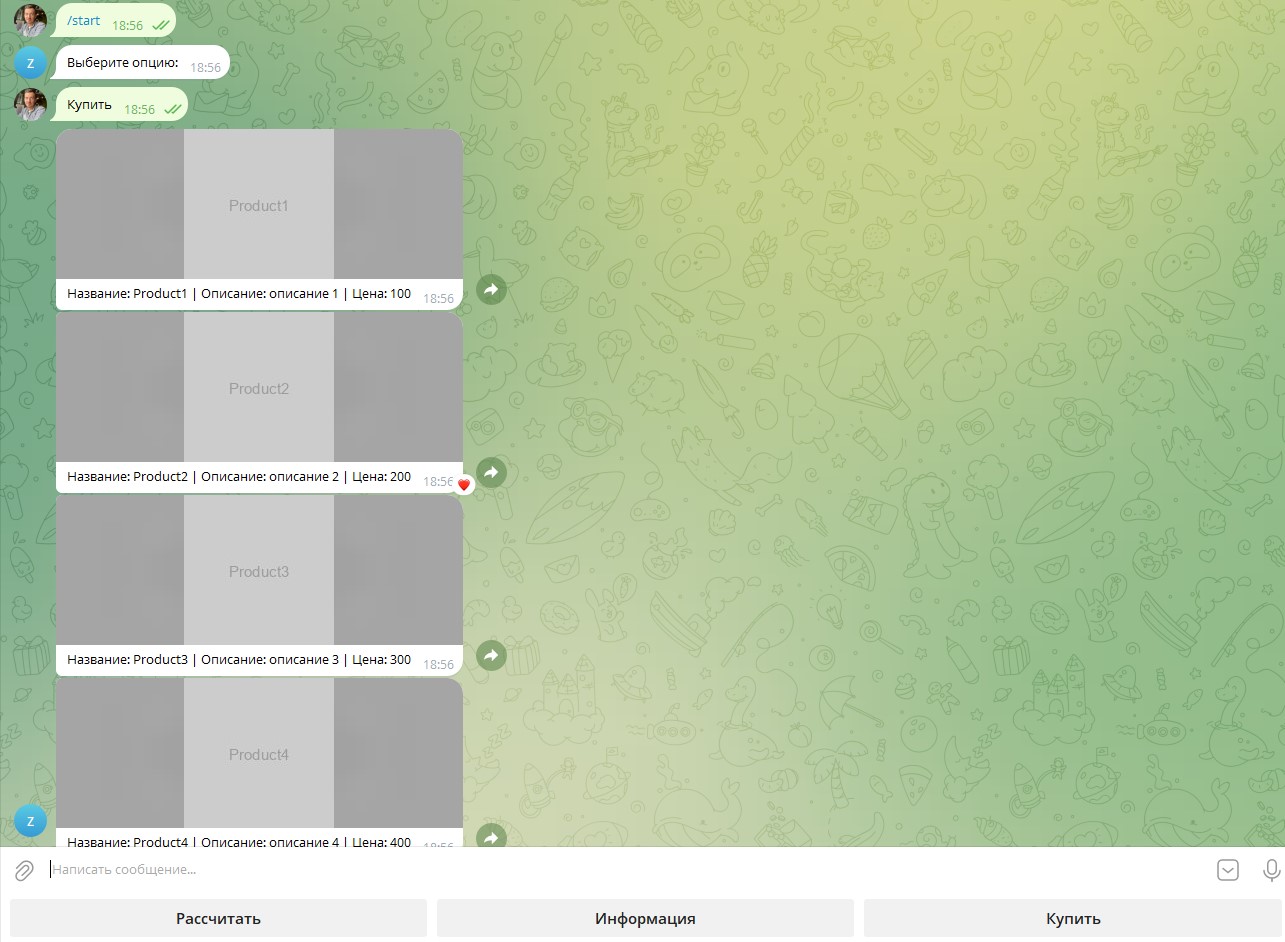 /start 18:56
Z
Выберите опцию: 18:56
Купить 18:56
Product1
Название: Product1 | Описание: описание 1 | Цена: 100 18:56
Product2
Название: Product2 | Описание: описание 2 | Цена: 200 18:56
Product3
Название: Product3 | Описание: описание 3 | Цена: 300 18:56
Product4
Z
Название: Product4 | Описание: описание 4 | Цена: 400 18:56
Написать сообщение...
Рассчитать
Информация
Купить